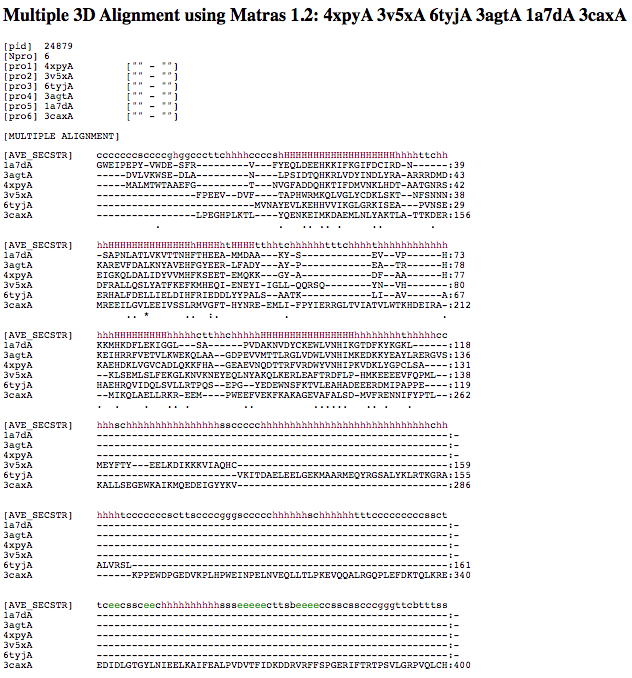 Multiple 3D Alignment using Matras 1.2: 4xpyA 3v5xA 6tyjA 3agtA 1a7dA 3caxA
[pid] 24879
[Npro] 6
[pro1] 4xpyA ["" - ""]
[pro2] 3v5xA ["" - ""]
[pro3] 6tyjA ["" - ""]
[pro4] 3agtA ["" - ""]
[pro5] 1a7dA ["" - ""]
[pro6] 3caxA ["" - ""]
[MULTIPLE ALIGNMENT]
[AVE_SECSTR] cccccccsccccghggcccttchhhhccccshHHHHHHHHHHHHHHHHHHHHHhhhhttchh
1a7dA GWEIPEPY-VWDE-SFR---------V---FYEQLDEEHKKIFKGIFDCIRD-N------:39
3agtA -----DVLVKWSE-DLA---------N---LPSIDTQHKRLVDYINDLYRA-ARRRDMD:43
4xpyA -----MALMTWTAAEFG---------T---NVGFADDQHKTIFDMVNKLHDT-AATGNRS:42
3v5xA -----------------FPEEV--DVF---TAPHWRMKQLVGLYCDKLSKT--NFSNNN:38
6tyjA --------------------------MVNAYEVLKEHHVVIKGLGRKISEA---PVNSE:29
3caxA -----------------LPEGHPLKTL---YQENKEIMKDAEMLNLYAKTLA-TTKDER:156
[AVE_SECSTR] hhHHHHHHHHHHHHHHHHHhHHHhtHHHHttthhtchhhhhhtttchhhhthhhhhhhhhhhh
1a7dA ---SAPNLATLVKVTTNHFTHEEA-MMDAA---KY-S------------EV--VP------H:73
3agtA KAREVFDALKNYAVEHFGYEER-LFADY---AY-P------------EA--TR------H:78
4xpyA EIGKQLDALIDYVVMHFKSEET-EMQKK---GY-A------------DF--AA------H:77
3v5xA DFRALLQSLYATFKEFKMHEQI-ENEYI-IGLL-QQRSQ------YN--VH--------:80
6tyjA ERHALFDELLIELDIHFRIEDDLYYPALS--AATK----------LI--AV-------A:67
3caxA MREEILGVLEEIVSSLRMVGFT-HYNRE-EMLI-FPYIERRGLTVIATVLWTKHDEIRA-:212
[AVE_SECSTR] hhhHHHHHHHHHhhhhhcttchhchhhhhHHHHHHHHHHHHHHHhhhhhhhhtthhhhhcc
1a7dA KKMHKDFLEKIGGL---SA-----PVDAKNVDYCKEWLVNHIKGTDFKYKGKL------:118
3agtA KEIHRRFVETVLKWEKQLAA--GDPEVVMTTLRGLVDWLVNHIMKEDKKYEAYLRERGVS:136
4xpyA KAEHDKLVGVCADLQKKFHA--GEAEVNQDTTRFVRDWYVNHIPKVDKLYGPCLSA----:131
3v5xA --KLSEMLSLFEKGLKNVKNEYEQLNYAKQLKERLEAFTRDFLP-HMKEEEEVFQPML--:138
6tyjA HAEHRQVIDQLSVLLRTPQS--EPG--YEDEWNSFKTVLEAHADEEERDMIPAPPE----:119
3caxA ---MIKQLAELLRK-EEM----PWEEFVEKFKAKAGEVAFALSD-MVFRENNIFYPTL--:262
[AVE_SECSTR] hhhschhhhhhhhhhhhhhhssccccchhhhhhhhhhhhhhhhhhhhhhhhhhhhhhchh
1a7dA ------------------------------------------------------------:-
3agtA ------------------------------------------------------------:-
4xpyA ------------------------------------------------------------:-
3v5xA MEYFTY---EELKDIKKKVIAQHC------------------------------------:159
6tyjA ------------------------VKITDAELEELGEKMAARMEQYRGSALYKLRTKGRA:155
3caxA KALLSEGEWKAIKMQEDEIGYYKV------------------------------------:286
[AVE_SECSTR] hhhhtcccccccscttsccccgggsccccchhhhhhschhhhhhtttcccccccccssct
1a7dA ------------------------------------------------------------:-
3agtA ------------------------------------------------------------:-
4xpyA ------------------------------------------------------------:-
3v5xA ------------------------------------------------------------:-
6tyjA ALVRSL------------------------------------------------------:161
3caxA ------KPPEWDPGEDVKPLHPWEINPELNVEQLLTLPKEVQQALRGQPLEFDKTQLKRE:340
[AVE_SECSTR] tceecssceechhhhhhhhhhssseeeeecttsbeeeeccsscssccccgggttcbtttss
1a7dA ------------------------------------------------------------:-
3agtA ------------------------------------------------------------:-
4xpyA ------------------------------------------------------------:-
3v5xA ------------------------------------------------------------:-
6tyjA ------------------------------------------------------------:-
3caxA EDIDLGTGYLNIEELKAIFEALPVDVTFIDKDDRVRFFSPGERIFTRTPSVLGRPVQLCH:400